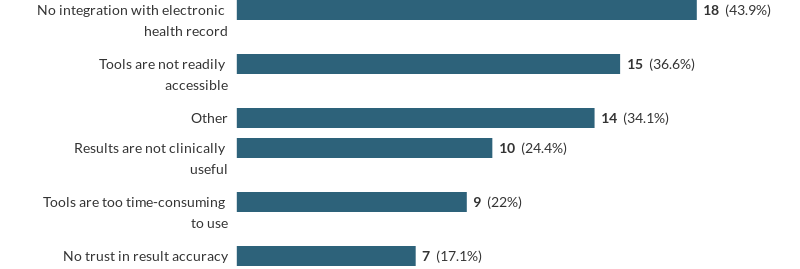 No integration with electronic
health record
18 (43.9%)
Tools are not readily
accessible
15 (36.6%)
Other
14 (34.1%)
Results are not clinically
useful
10 (24.4%)
Tools are too time-consuming
to use
9 (22%)
No trust in result accuracy
7 (17.1%)